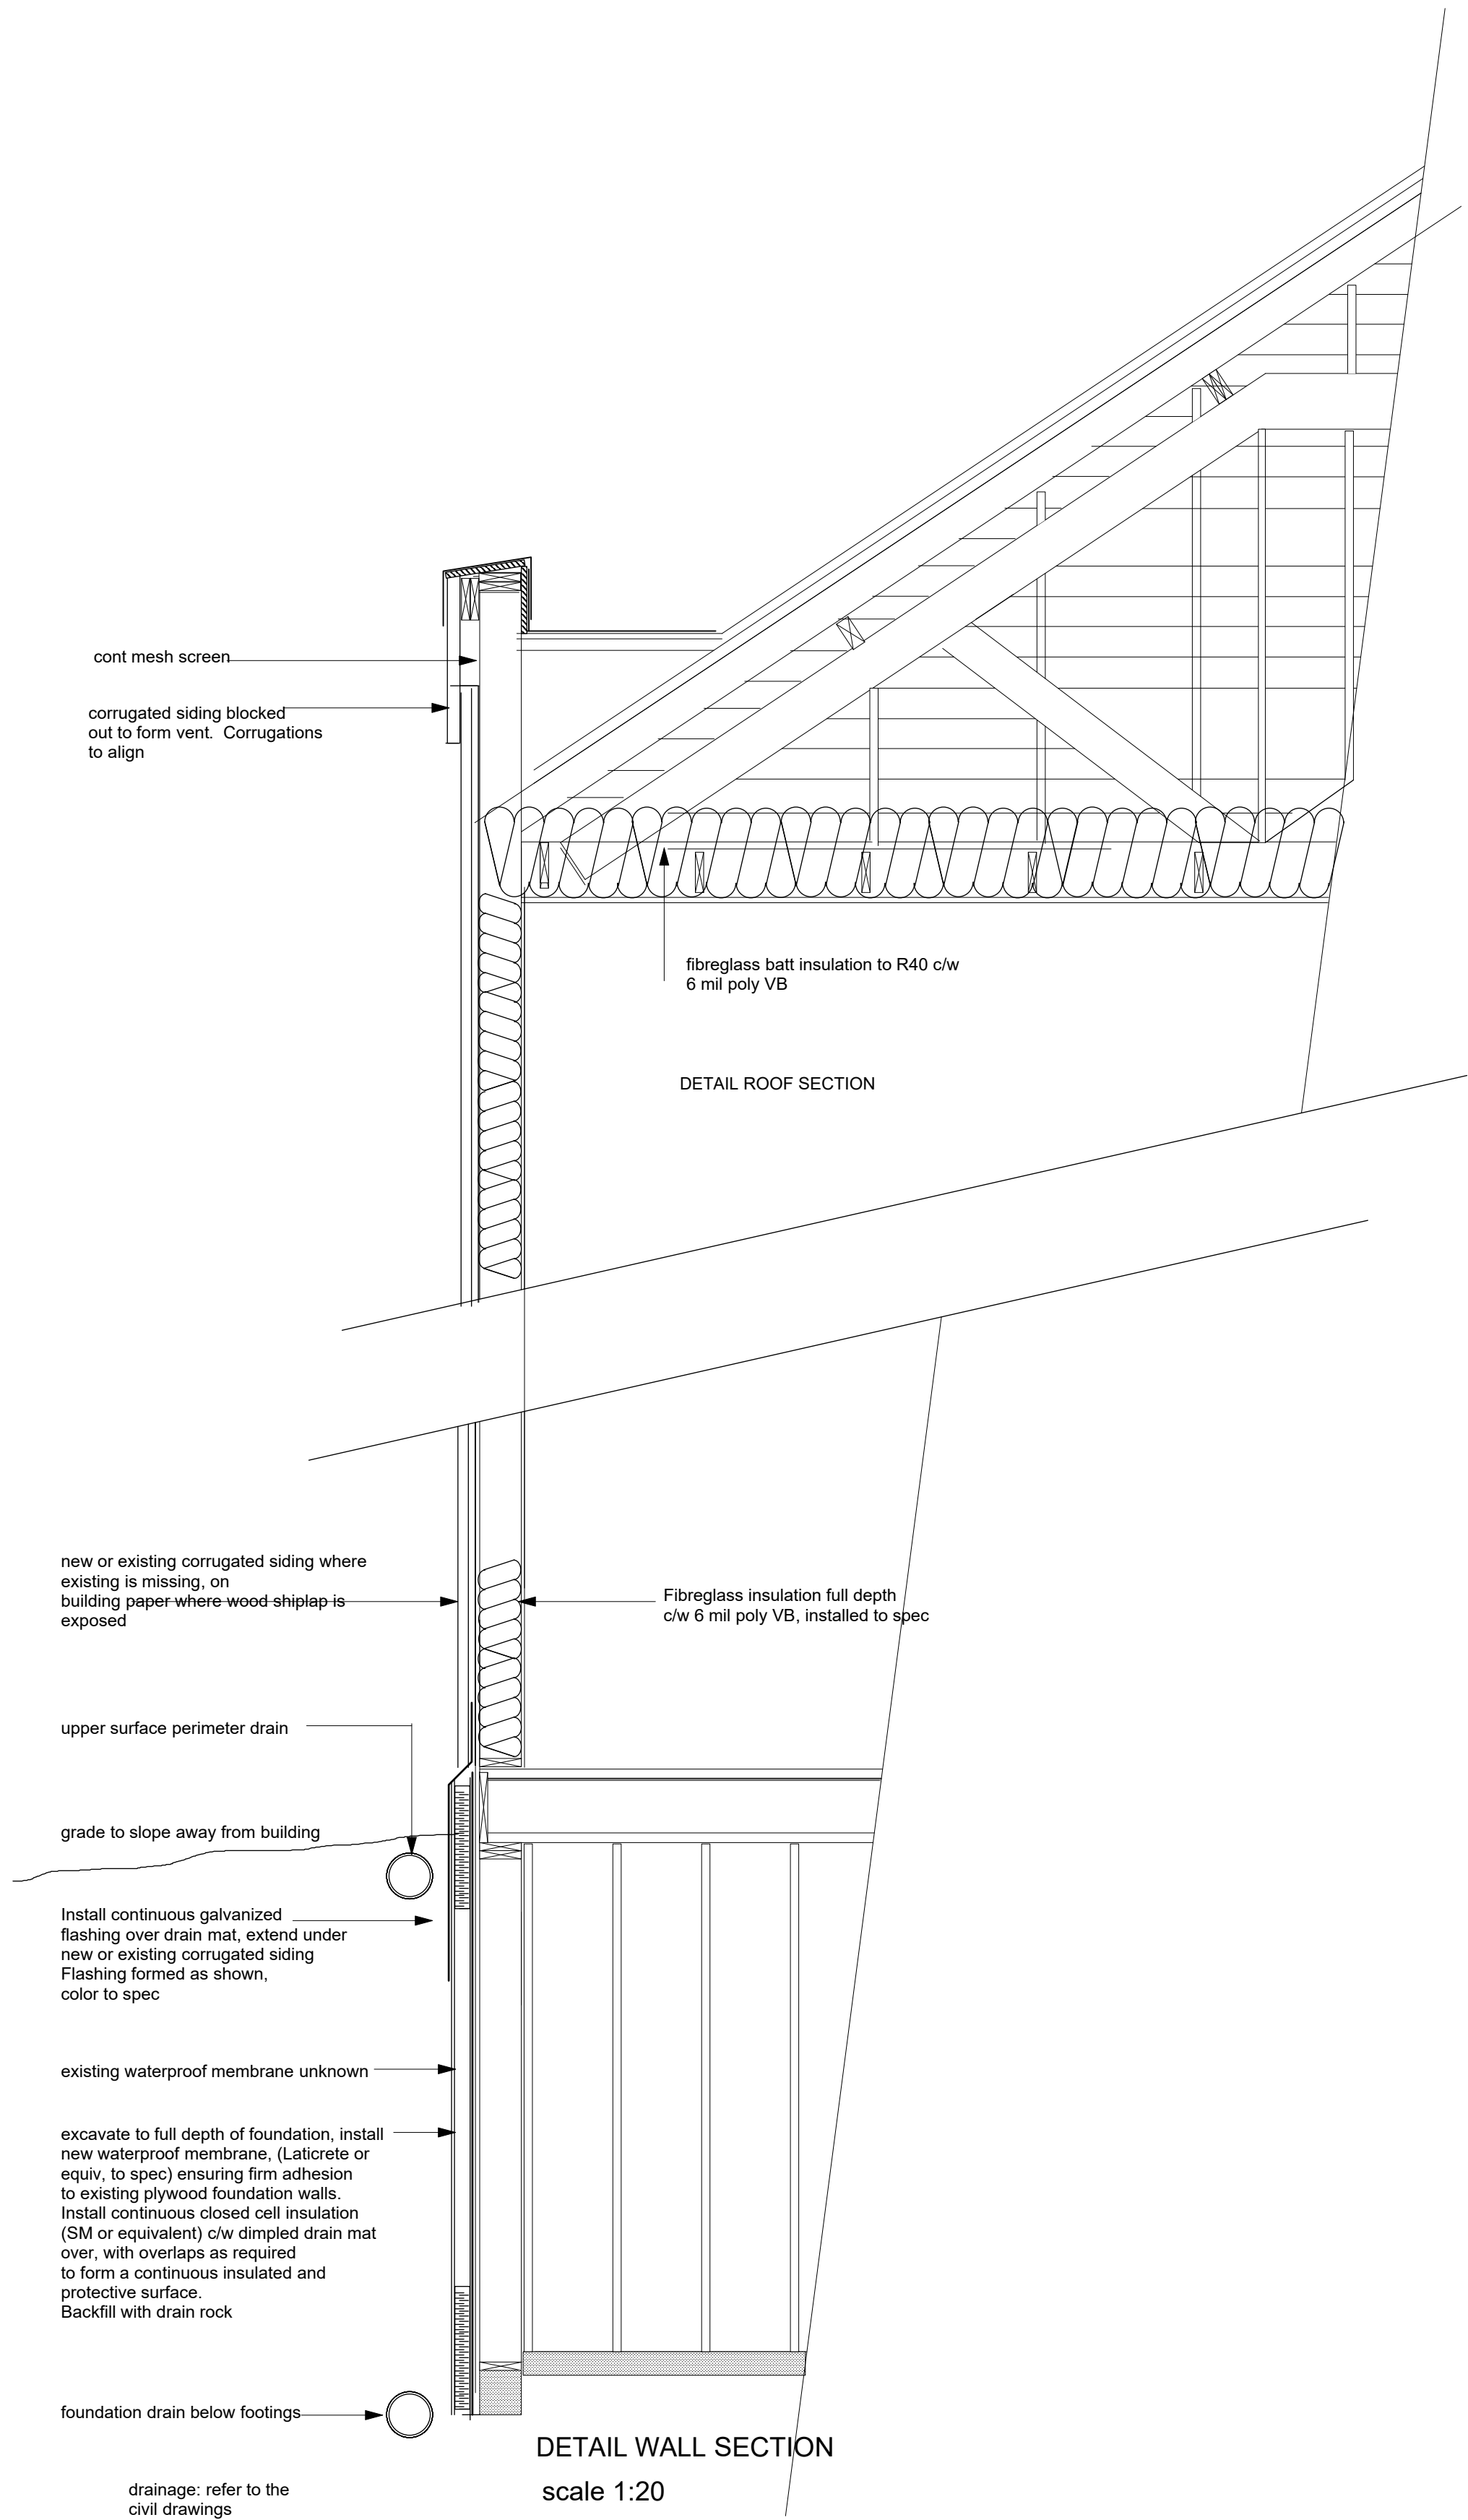 cont mesh screen
corrugated siding blocked
out to form vent.  Corrugations
to align
fibreglass batt insulation to R40 c/w
6 mil poly VB
DETAIL ROOF SECTION
new or existing corrugated siding where
existing is missing, on
building paper where wood shiplap is
exposed
Fibreglass insulation full depth
c/w 6 mil poly VB, installed to spec
upper surface perimeter drain
grade to slope away from building
Install continuous galvanized
flashing over drain mat, extend under
new or existing corrugated siding
Flashing formed as shown,
color to spec
existing waterproof membrane unknown
excavate to full depth of foundation, install
new waterproof membrane, (Laticrete or
equiv, to spec) ensuring firm adhesion
to existing plywood foundation walls.
Install continuous closed cell insulation
(SM or equivalent) c/w dimpled drain mat
over, with overlaps as required
to form a continuous insulated and
protective surface.
Backfill with drain rock
foundation drain below footings
DETAIL WALL SECTION
scale 1:20
drainage: refer to the
civil drawings